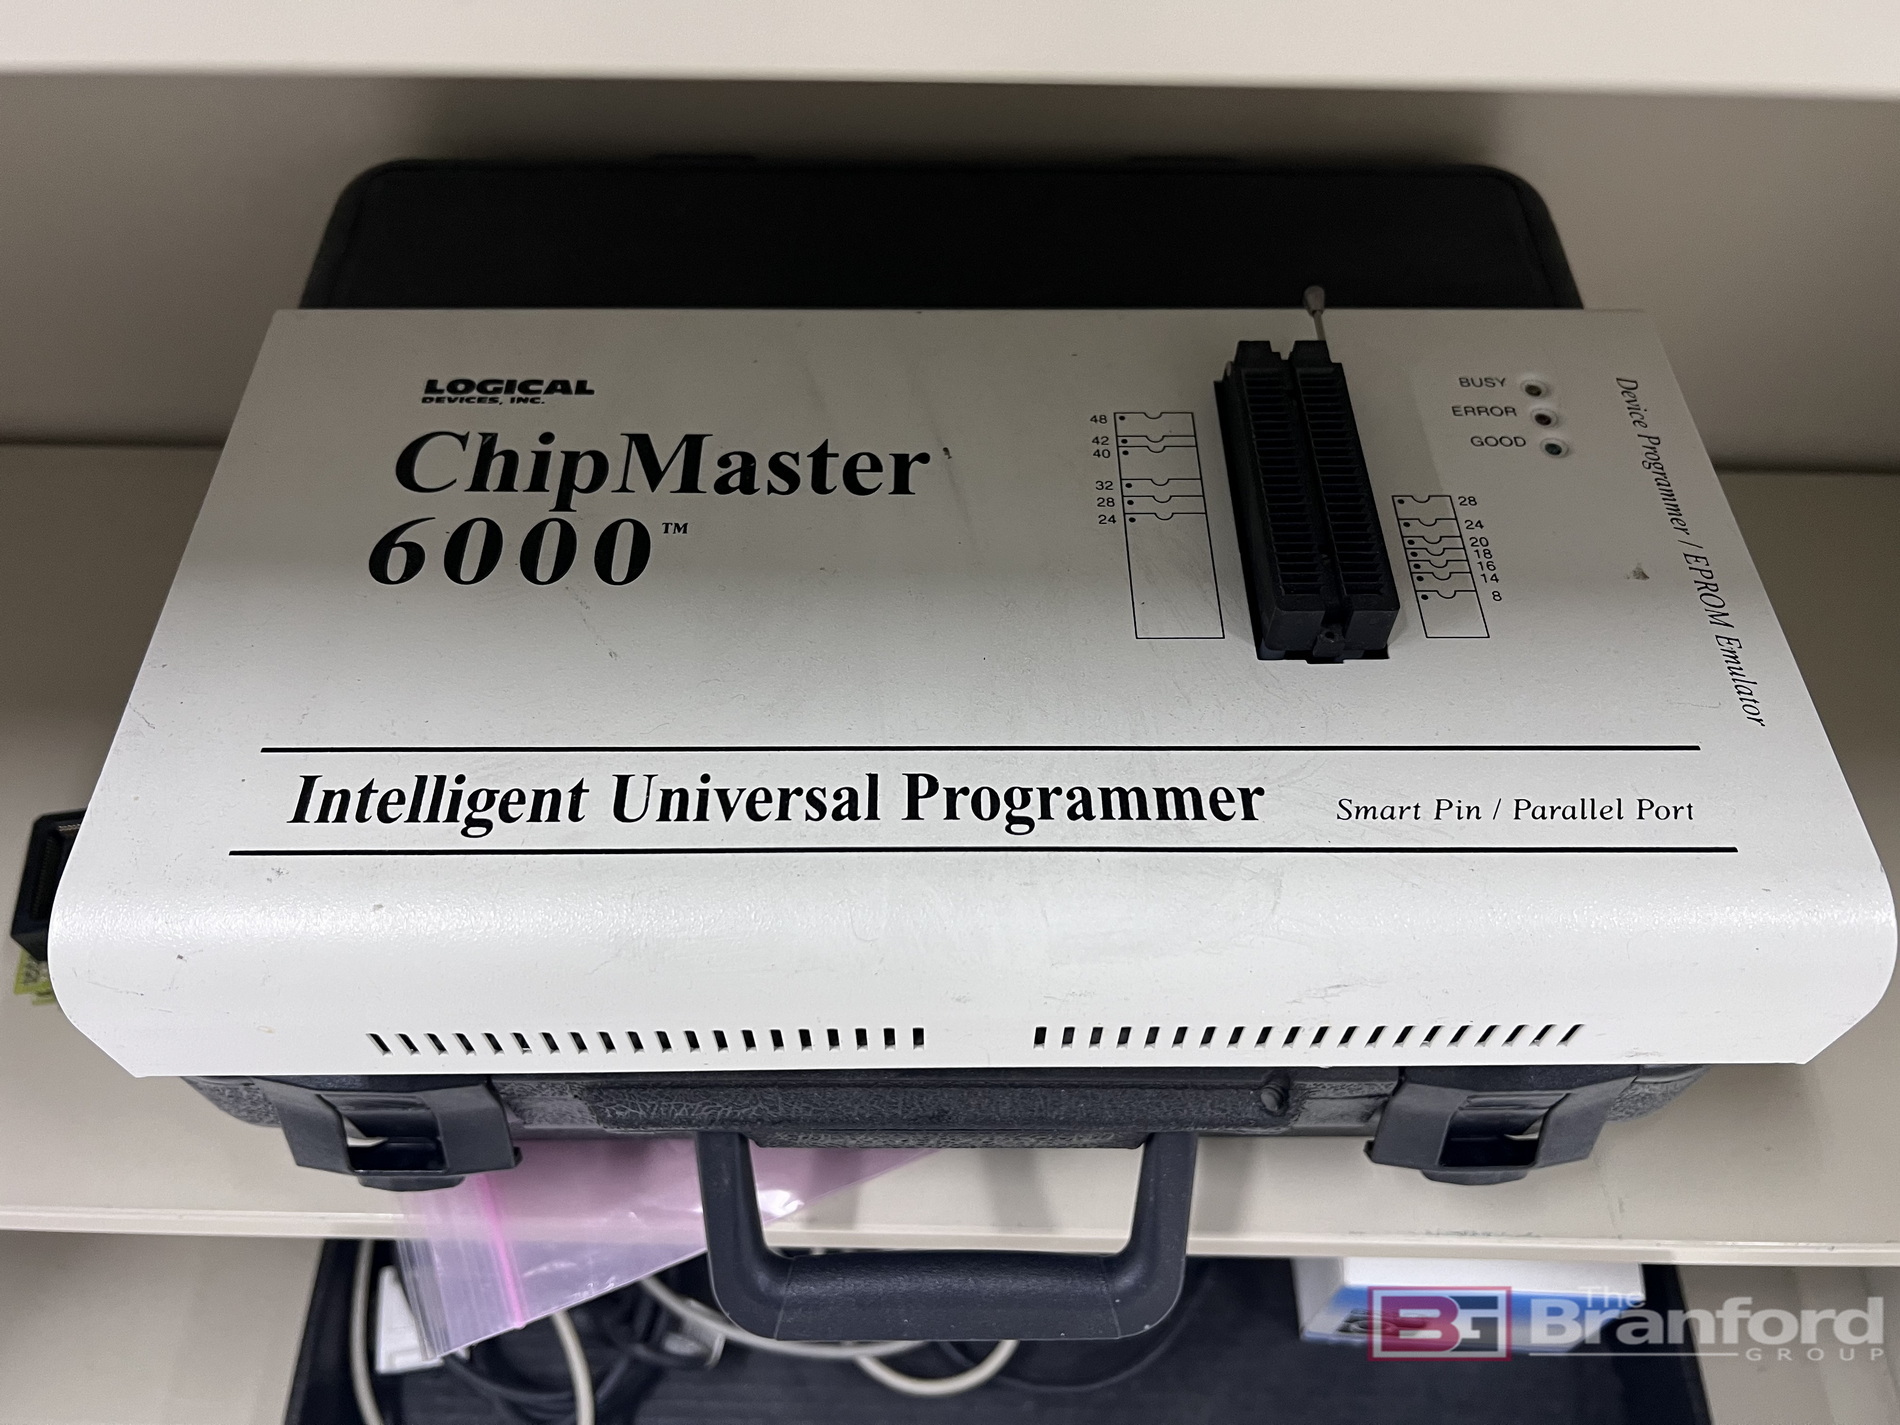 LOGICAL
DEVICES, INC.
ChipMaster
6000™
48
42
40
32
28
24
28
24
20
18
16
14
8
BUSY
ERROR
GOOD
Device Programmer / EPROM Emulator
Intelligent Universal Programmer
Smart Pin / Parallel Port
BG The
Branford
GROUP